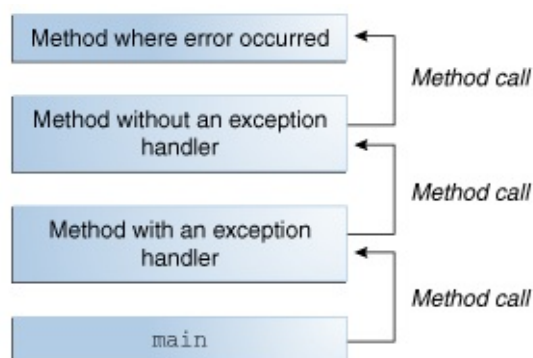 Method where error occurred
Method call
Method without an exception
handler
Method call
Method with an exception
handler
Method call
main